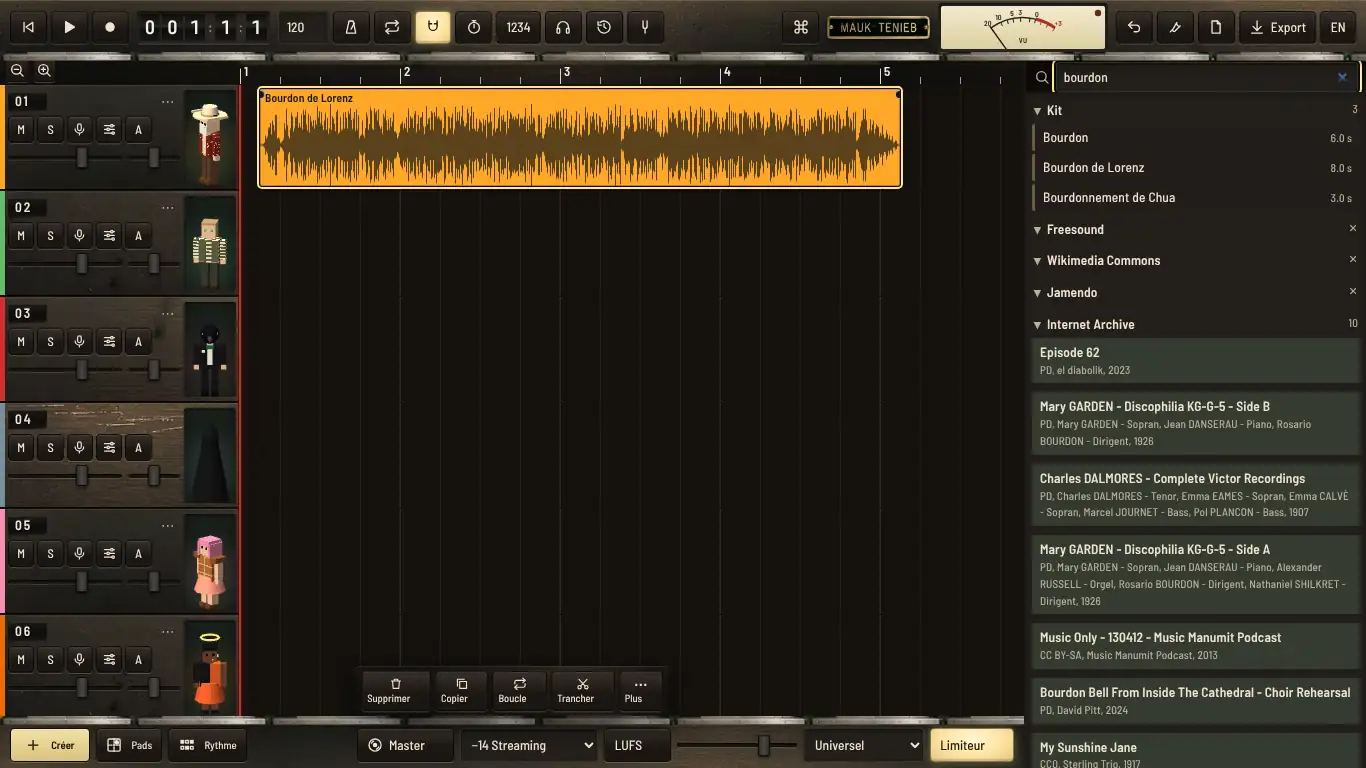 001:1:1
120
1234
MAUK TENIEB
20 10 5 3 0 +3
VU
Export
EN
1
2
3
4
5
bourdon
01
M S A
02
M S A
03
M S A
04
M S A
05
M S A
06
M S A
Bourdon de Lorenz
Supprimer
Copier
Boucle
Trancher
Plus
Kit
3
Bourdon
6.0 s
Bourdon de Lorenz
8.0 s
Bourdonnement de Chua
3.0 s
Freesound
Wikimedia Commons
Jamendo
Internet Archive
10
Episode 62
PD, el diabolik, 2023
Mary GARDEN - Discophilia KG-G-5 - Side B
PD, Mary GARDEN - Sopran, Jean DANSERAU - Piano, Rosario
BOURDON - Dirigent, 1926
Charles DALMORES - Complete Victor Recordings
PD, Charles DALMORES - Tenor, Emma EAMES - Sopran, Emma CALVÈ
- Sopran, Marcel JOURNET - Bass, Pol PLANCON - Bass, 1907
Mary GARDEN - Discophilia KG-G-5 - Side A
PD, Mary GARDEN - Sopran, Jean DANSERAU - Piano, Alexander
RUSSELL - Orgel, Rosario BOURDON - Dirigent, Nathaniel SHILKRET -
Dirigent, 1926
Music Only - 130412 - Music Manumit Podcast
CC BY-SA, Music Manumit Podcast, 2013
Bourdon Bell From Inside The Cathedral - Choir Rehearsal
PD, David Pitt, 2024
My Sunshine Jane
CC0, Sterling Trio, 1917
Créer
Pads
Rythme
Master
−14 Streaming
LUFS
Universel
Limiteur